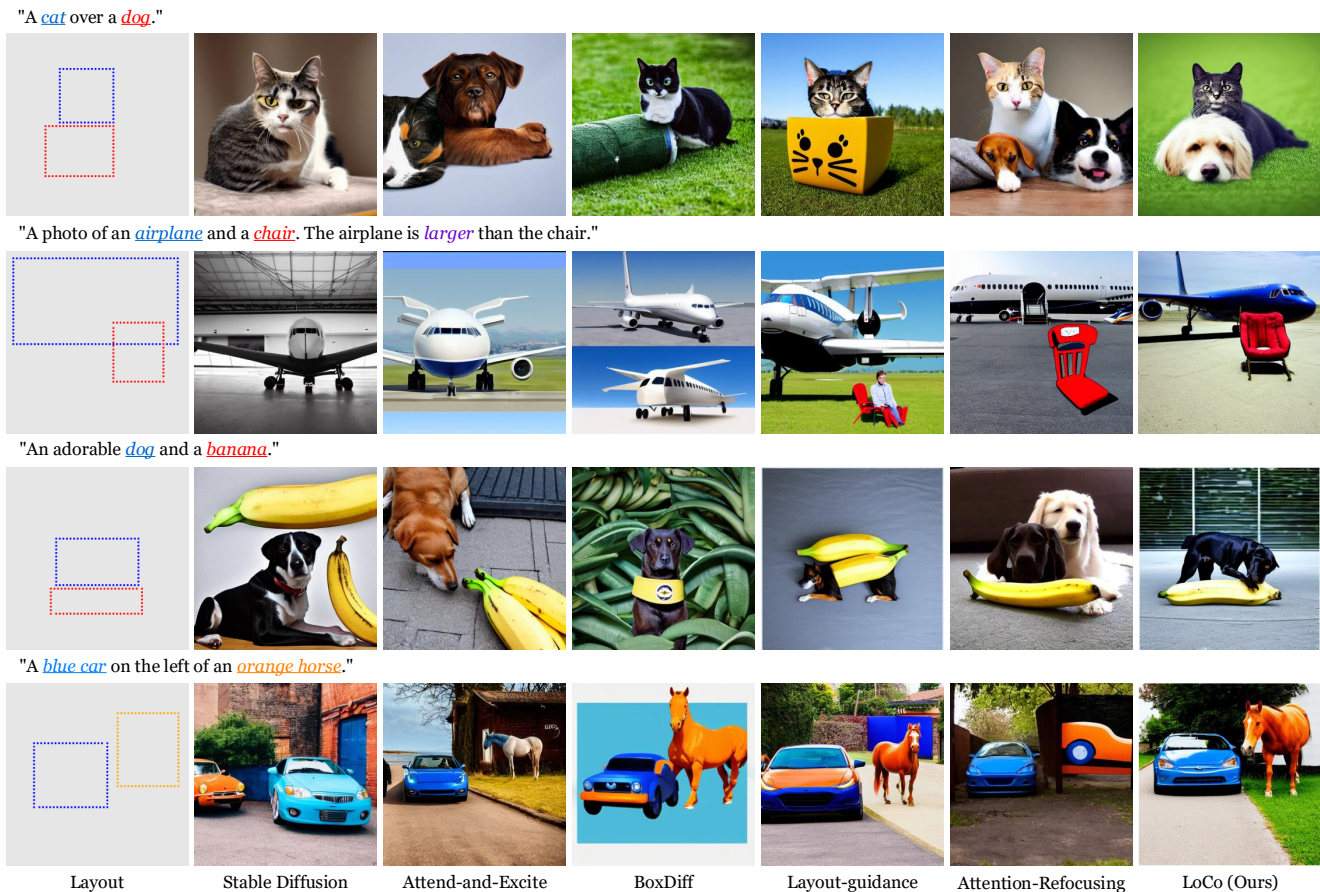 "A cat over a dog."
"A photo of an airplane and a chair. The airplane is larger than the chair."
"An adorable dog and a banana."
"A blue car on the left of an orange horse."
Layout Stable Diffusion Attend-and-Excite BoxDiff Layout-guidance Attention-Refocusing LoCo (Ours)